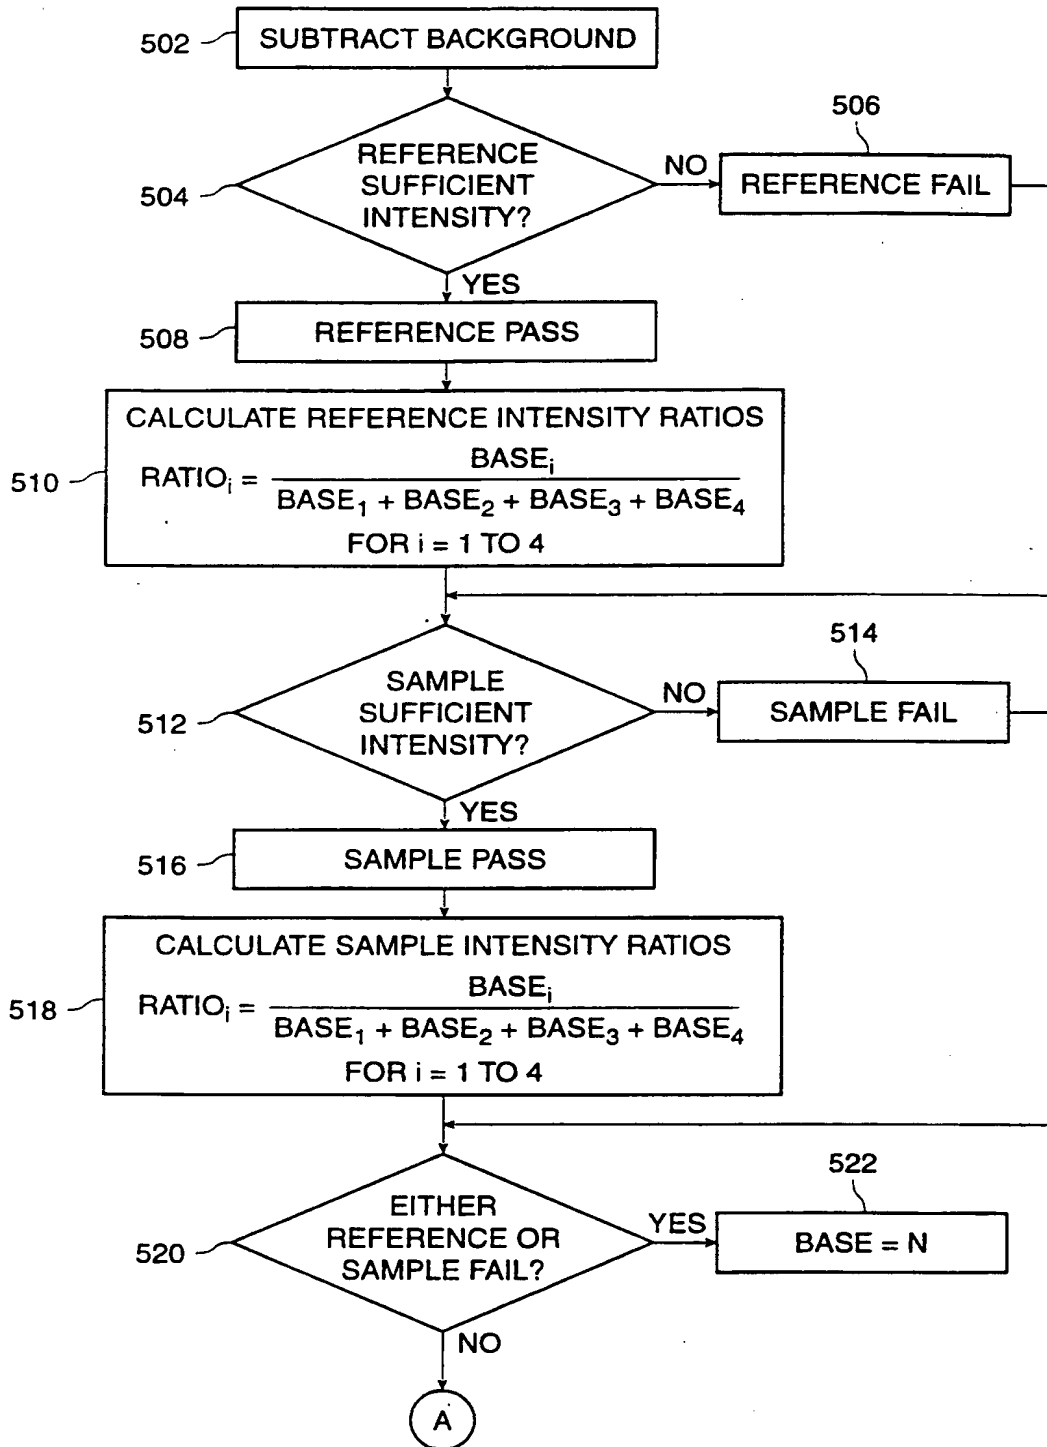 502
SUBTRACT BACKGROUND
504
REFERENCE
SUFFICIENT
INTENSITY?
NO
506
REFERENCE FAIL
YES
508
REFERENCE PASS
510
CALCULATE REFERENCE INTENSITY RATIOS
RATIOi = BASEi / BASE1 + BASE2 + BASE3 + BASE4
FOR i = 1 TO 4
512
SAMPLE
SUFFICIENT
INTENSITY?
NO
514
SAMPLE FAIL
YES
516
SAMPLE PASS
518
CALCULATE SAMPLE INTENSITY RATIOS
RATIOi = BASEi / BASE1 + BASE2 + BASE3 + BASE4
FOR i = 1 TO 4
520
EITHER
REFERENCE OR
SAMPLE FAIL?
YES
522
BASE = N
NO
A